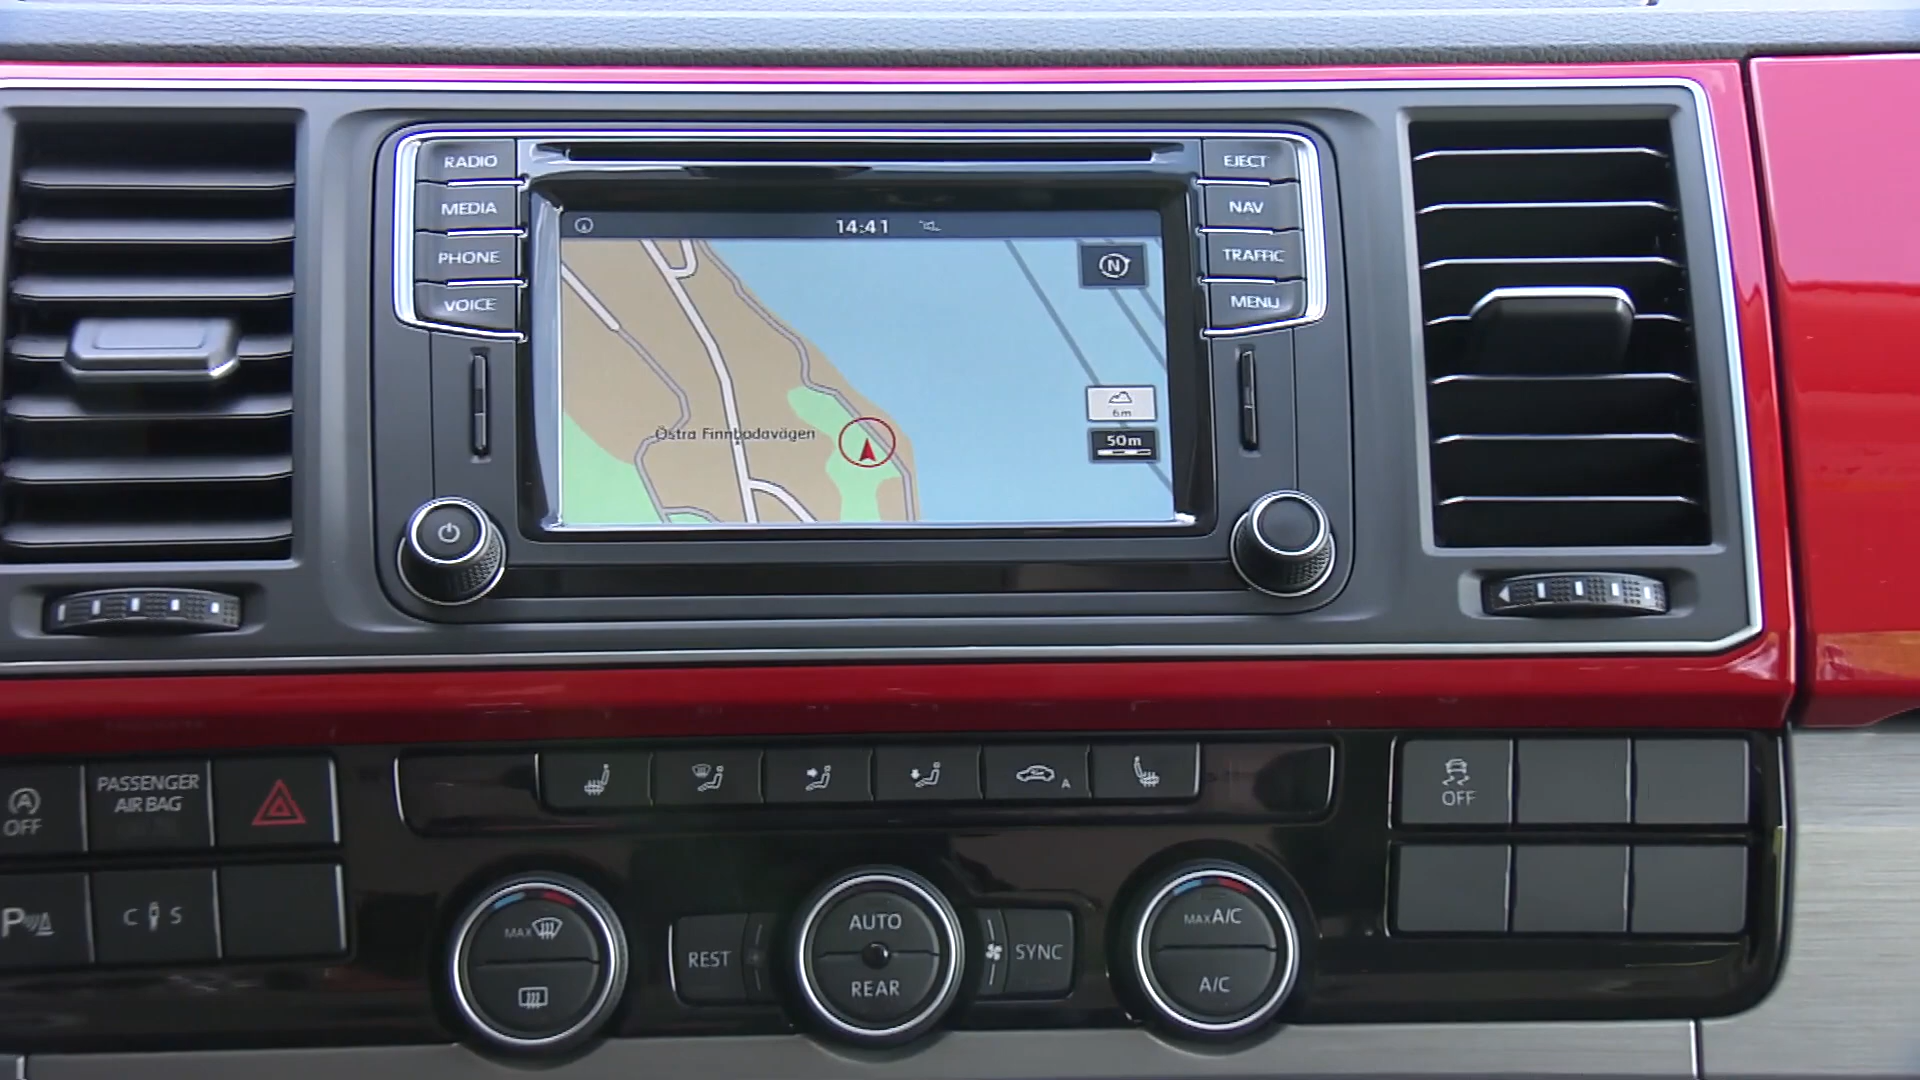 RADIO
EJECT
MEDIA
NAV
PHONE
TRAFFIC
VOICE
MENU
14:41
N
6m
50m
Östra Finnbodavägen
A
OFF
PASSENGER
AIR BAG
A
OFF
P
C S
MAX
REST
AUTO
REAR
SYNC
MAX A/C
A/C